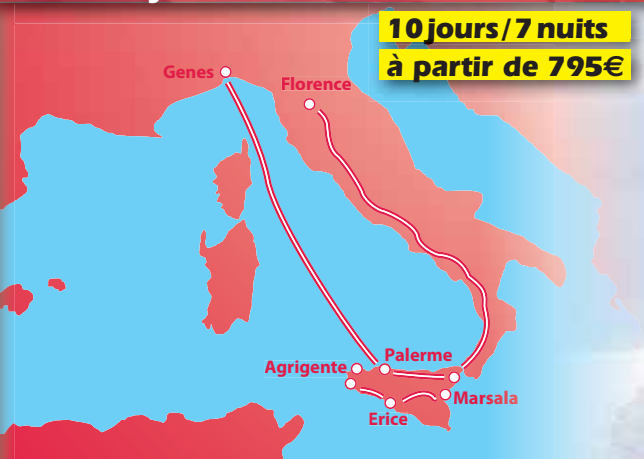 10 jours/7 nuits
à partir de 795€
Genes
Florence
Palerme
Agrigente
Marsala
Erice